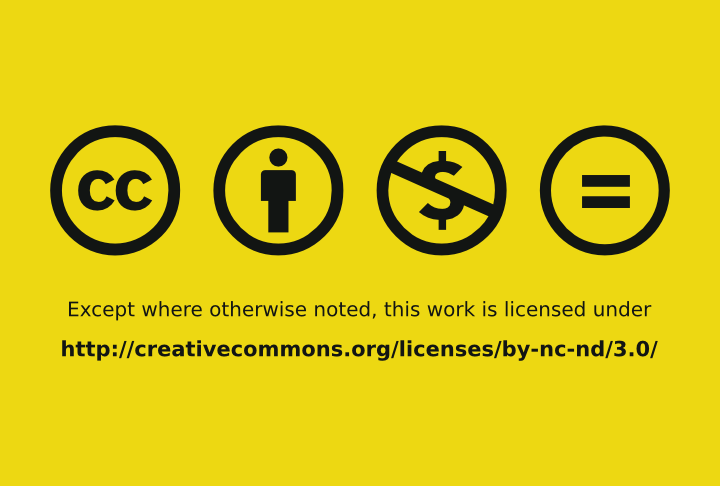 cc $ =
Except where otherwise noted, this work is licensed under
http://creativecommons.org/licenses/by-nc-nd/3.0/